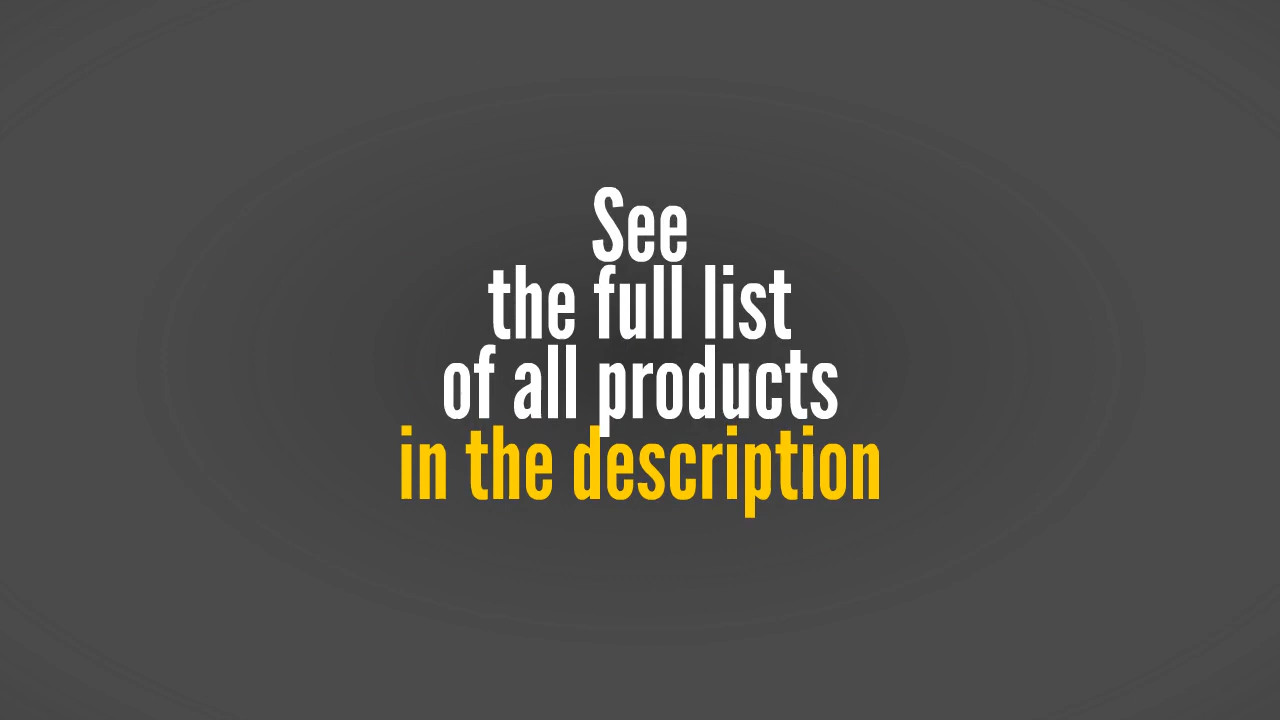 See
the full list
of all products
in the description